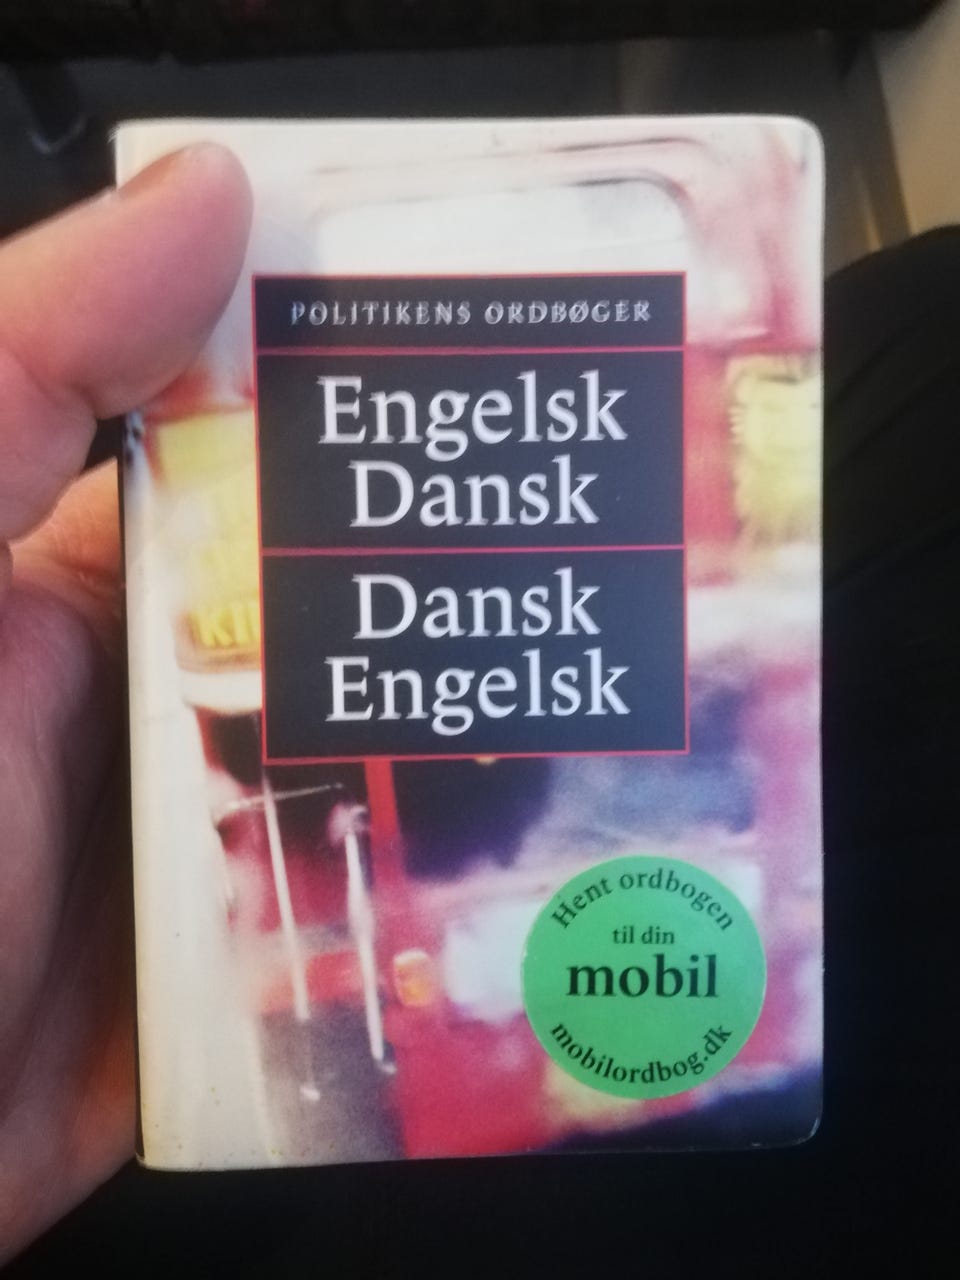 POLITIKENS ORDBØGER
Engelsk
Dansk
Dansk
Engelsk
Hent ordbogen
til din
mobil
mobilordbog.dk